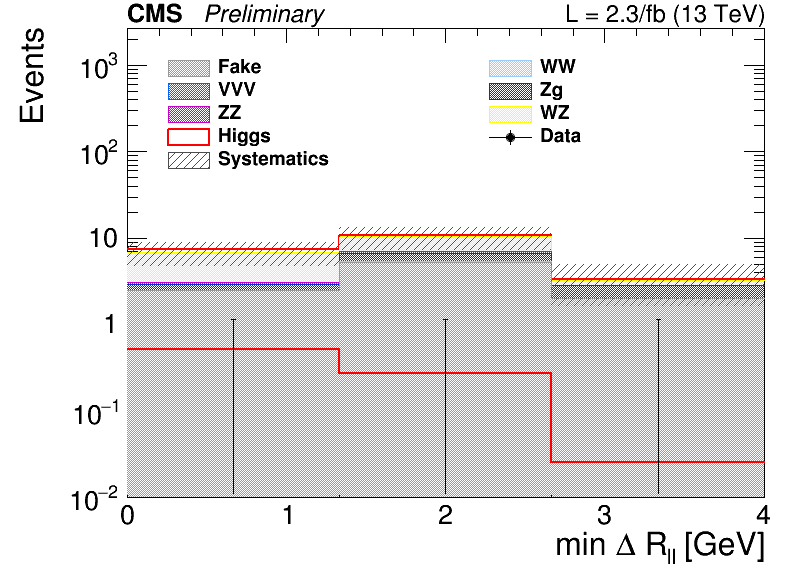 CMS Preliminary L = 2.3/fb (13 TeV)
Events
Fake
VVV
ZZ
Higgs
Systematics
WW
Zg
WZ
Data
10³
10²
10
1
10⁻¹
10⁻²
0 1 2 3 4
min Δ R_{||} [GeV]